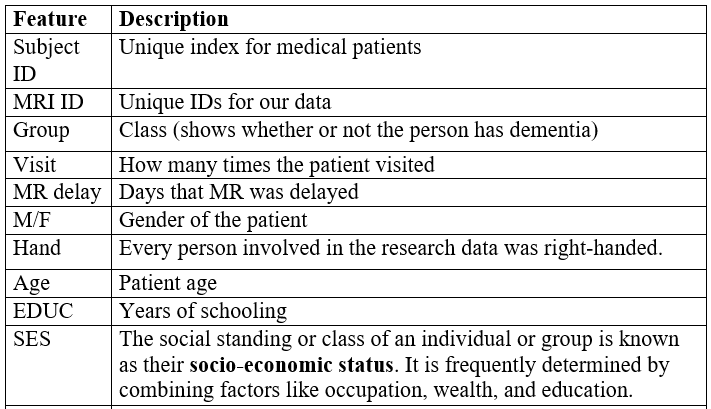 Feature Description
Subject ID Unique index for medical patients
MRI ID Unique IDs for our data
Group Class (shows whether or not the person has dementia)
Visit How many times the patient visited
MR delay Days that MR was delayed
M/F Gender of the patient
Hand Every person involved in the research data was right-handed.
Age Patient age
EDUC Years of schooling
SES The social standing or class of an individual or group is known
as their socio-economic status. It is frequently determined by
combining factors like occupation, wealth, and education.